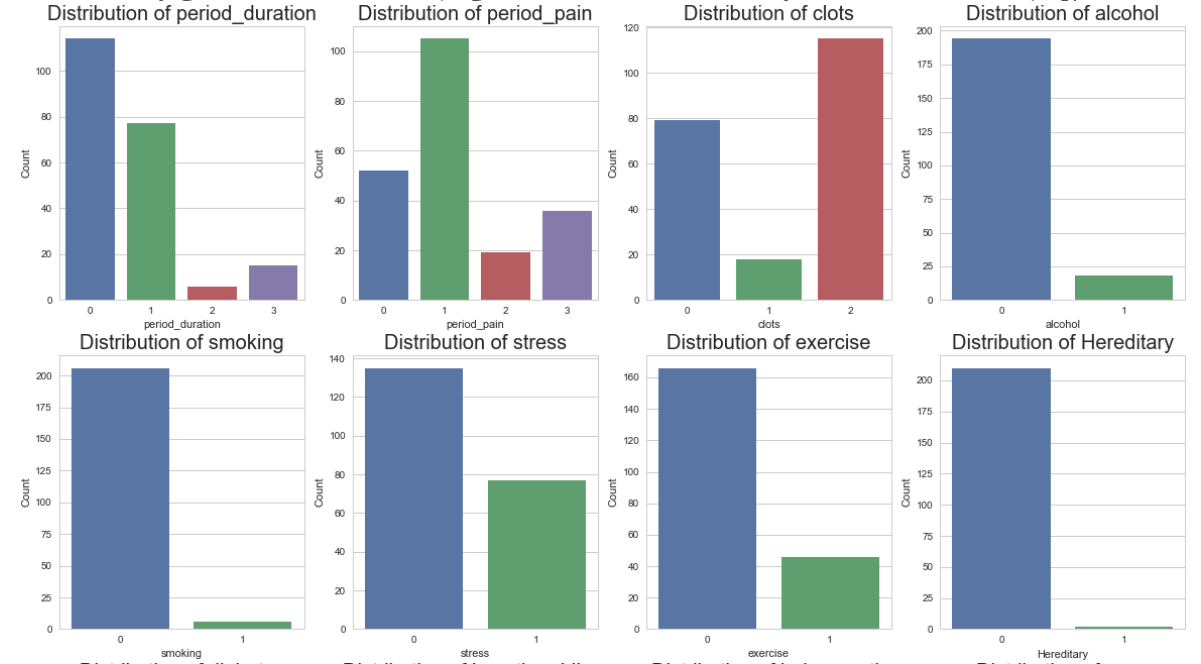 Distribution of period_duration
Count
100
80
60
40
20
0
0 1 2 3
period_duration
Distribution of period_pain
Count
100
80
60
40
20
0
0 1 2 3
period_pain
Distribution of clots
Count
120
100
80
60
40
20
0
0 1 2
clots
Distribution of alcohol
Count
200
175
150
125
100
75
50
25
0
0 1
alcohol
Distribution of smoking
Count
200
175
150
125
100
75
50
25
0
0 1
smoking
Distribution of stress
Count
140
120
100
80
60
40
20
0
0 1
stress
Distribution of exercise
Count
160
140
120
100
80
60
40
20
0
0 1
exercise
Distribution of Hereditary
Count
200
175
150
125
100
75
50
25
0
0 1
Hereditary